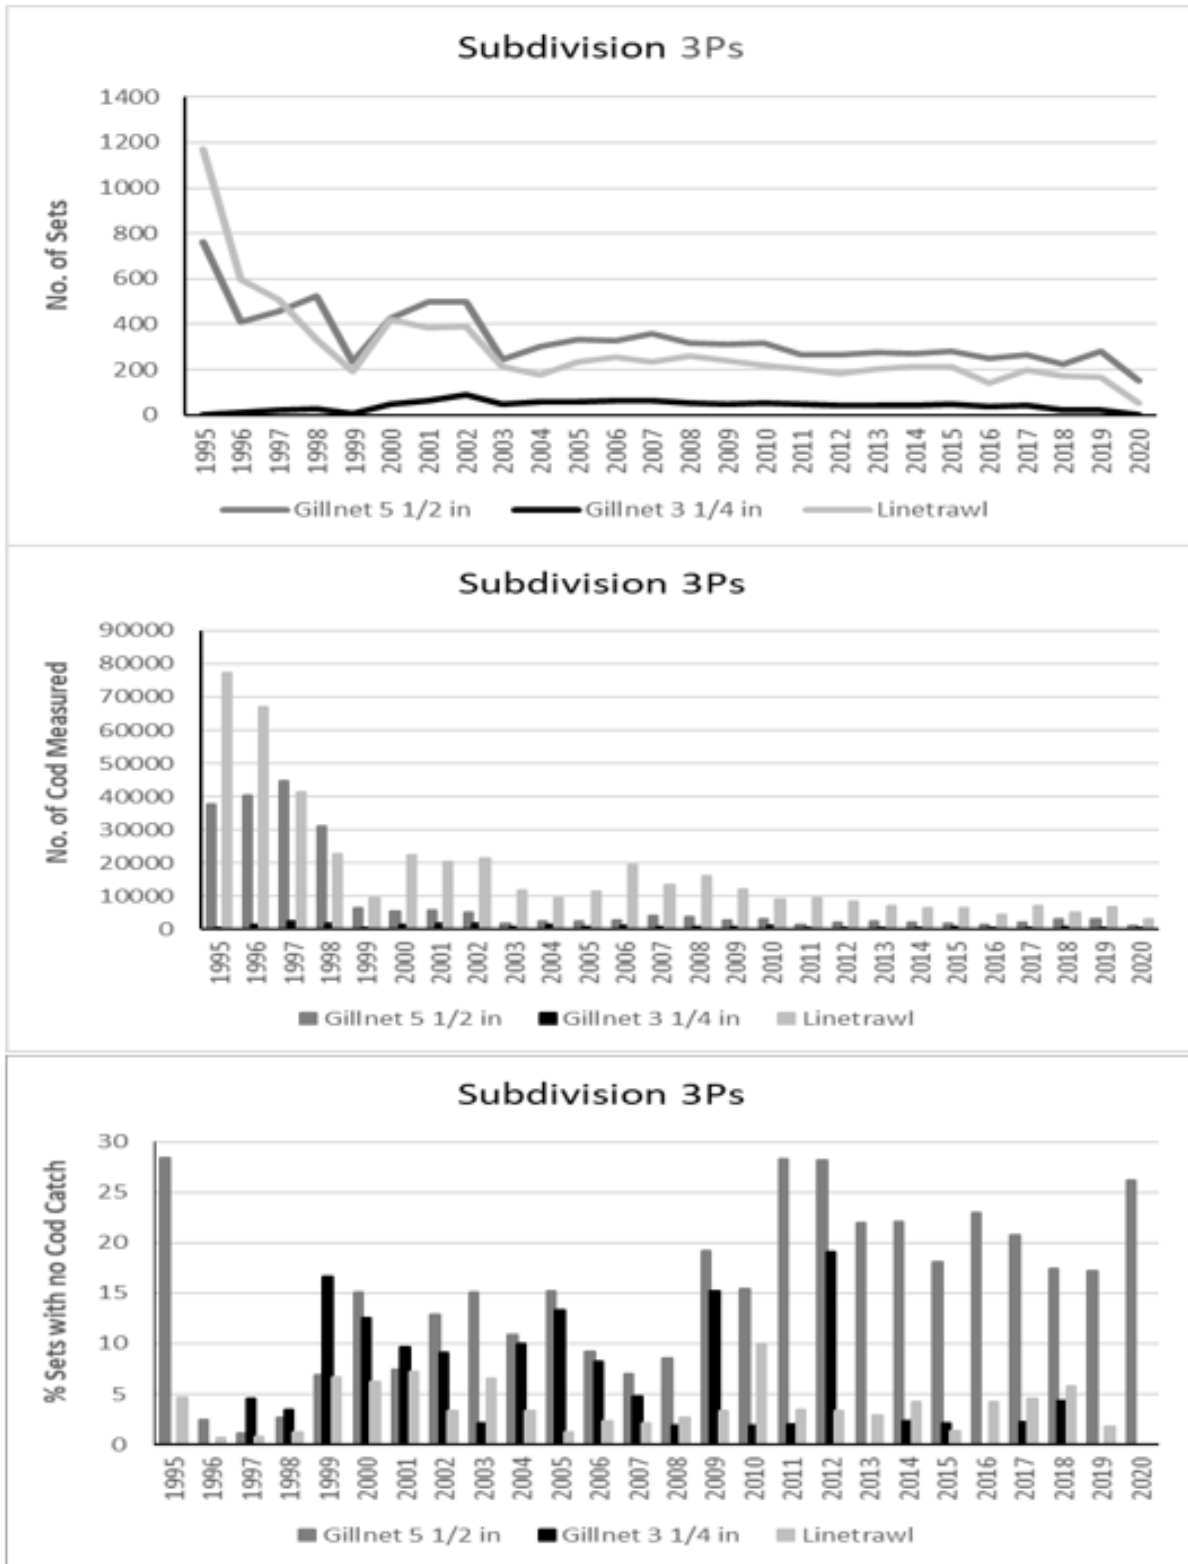 Subdivision 3Ps
No. of Sets
1400
1200
1000
800
600
400
200
0
1995 1996 1997 1998 1999 2000 2001 2002 2003 2004 2005 2006 2007 2008 2009 2010 2011 2012 2013 2014 2015 2016 2017 2018 2019 2020
Gillnet 5 1/2 in Gillnet 3 1/4 in Linetrawl
Subdivision 3Ps
No. of Cod Measured
90000
80000
70000
60000
50000
40000
30000
20000
10000
0
1995 1996 1997 1998 1999 2000 2001 2002 2003 2004 2005 2006 2007 2008 2009 2010 2011 2012 2013 2014 2015 2016 2017 2018 2019 2020
Gillnet 5 1/2 in Gillnet 3 1/4 in Linetrawl
Subdivision 3Ps
% Sets with no Cod Catch
30
25
20
15
10
5
0
1995 1996 1997 1998 1999 2000 2001 2002 2003 2004 2005 2006 2007 2008 2009 2010 2011 2012 2013 2014 2015 2016 2017 2018 2019 2020
Gillnet 5 1/2 in Gillnet 3 1/4 in Linetrawl